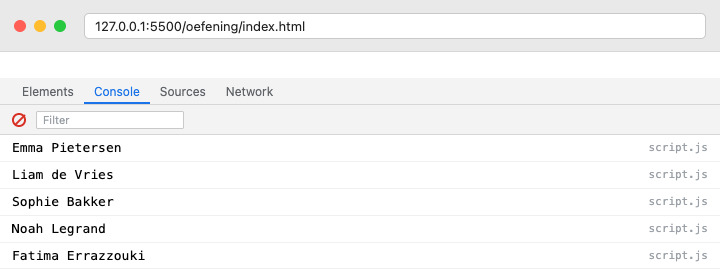 127.0.0.1:5500/oefening/index.html
Elements Console Sources Network
Filter
Emma Pietersen script.js
Liam de Vries script.js
Sophie Bakker script.js
Noah Legrand script.js
Fatima Errazzouki script.js